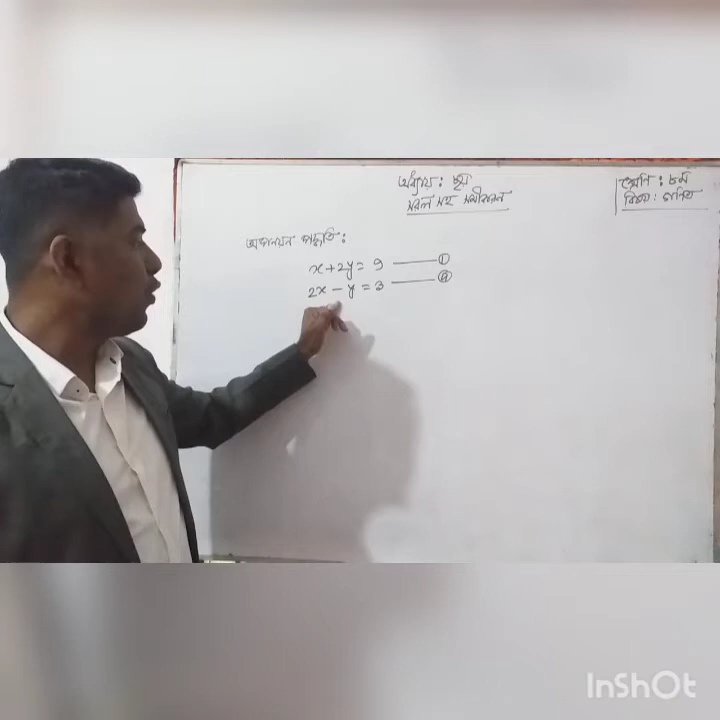 অধ্যায় : ৬ষ্ঠ
সরল সহ সমীকরণ
শ্রেণি : ৮ম
বিষয় : গণিত
অপনয়ন পদ্ধতি :
x + 2y = 9 ——— ①
2x – y = 3 ——— ②
InShOt